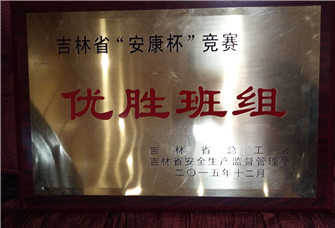 吉林省“安康杯”竞赛
优胜班组
吉林省总工会
吉林省安全生产监督管理局
二〇一五年十二月